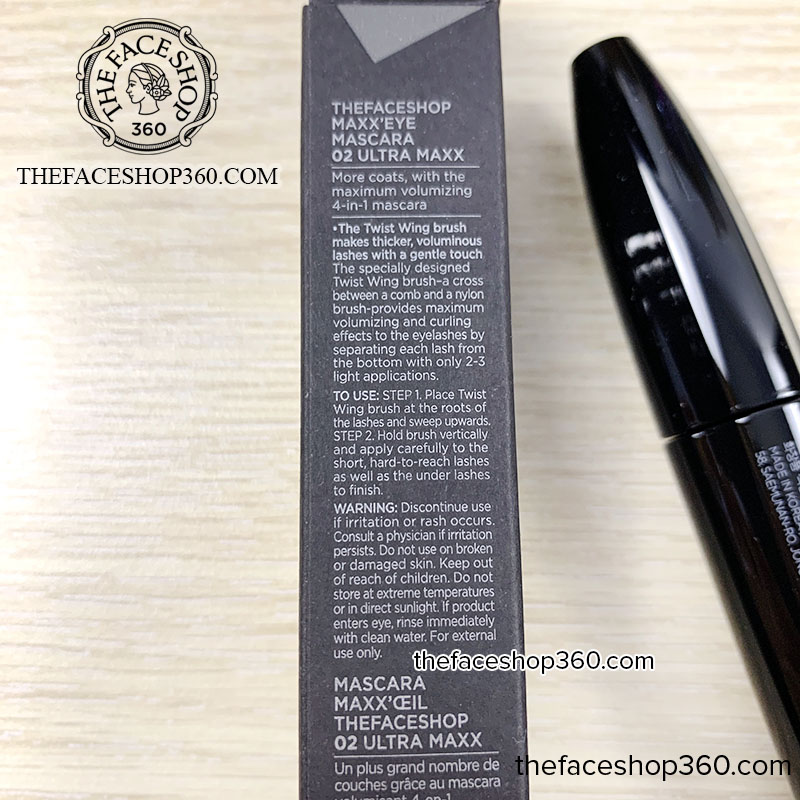 THE FACE SHOP
360
THEFACESHOP360.COM
THEFACESHOP
MAXX'EYE
MASCARA
02 ULTRA MAXX
More coats, with the
maximum volumizing
4-in-1 mascara
•The Twist Wing brush
makes thicker, voluminous
lashes with a gentle touch
The specially designed
Twist Wing brush–a cross
between a comb and a nylon
brush-provides maximum
volumizing and curling
effects to the eyelashes by
separating each lash from
the bottom with only 2-3
light applications.
TO USE: STEP 1. Place Twist
Wing brush at the roots of
the lashes and sweep upwards.
STEP 2. Hold brush vertically
and apply carefully to the
short, hard-to-reach lashes
as well as the under lashes
to finish.
WARNING: Discontinue use
if irritation or rash occurs.
Consult a physician if irritation
persists. Do not use on broken
or damaged skin. Keep out
of reach of children. Do not
store at extreme temperatures
or in direct sunlight. If product
enters eye, rinse immediately
with clean water. For external
use only.
MASCARA
MAXX'ŒIL
THEFACESHOP
02 ULTRA MAXX
Un plus grand nombre de
couches grâce au mascara
volumisant 4-en-1
MADE IN KOREA
58, SAEMUNAN-RO,
thefaceshop360.com
thefaceshop360.com